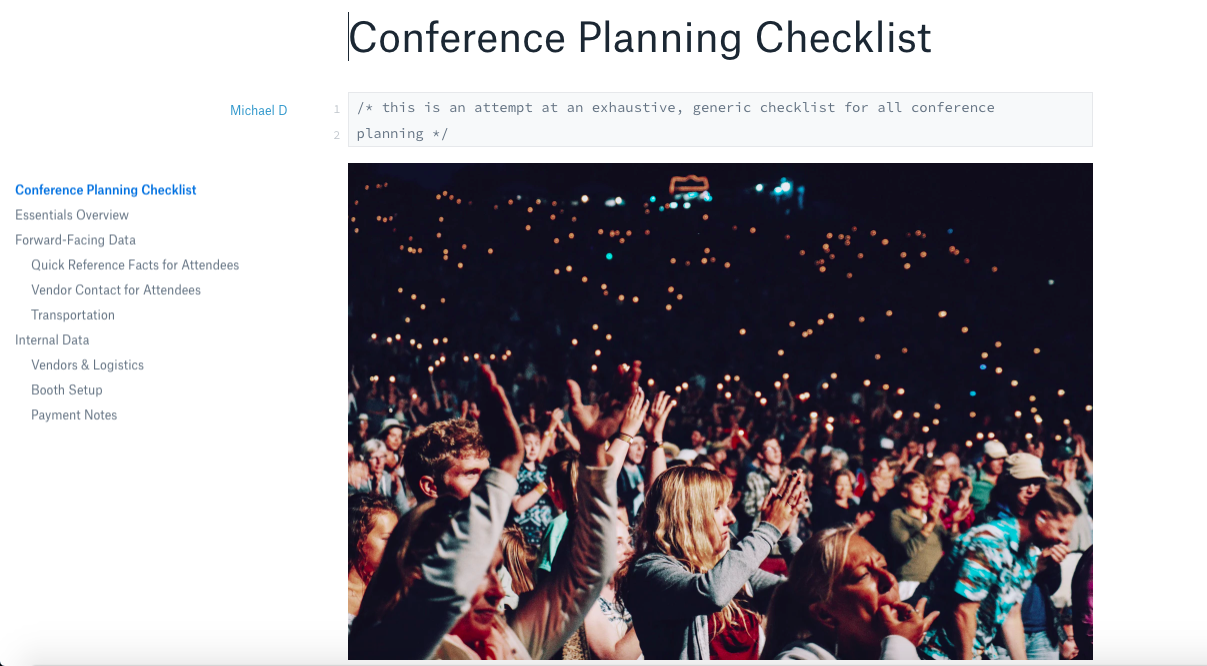 Conference Planning Checklist
Michael D
1 /* this is an attempt at an exhaustive, generic checklist for all conference
2 planning */
Conference Planning Checklist
Essentials Overview
Forward-Facing Data
Quick Reference Facts for Attendees
Vendor Contact for Attendees
Transportation
Internal Data
Vendors & Logistics
Booth Setup
Payment Notes